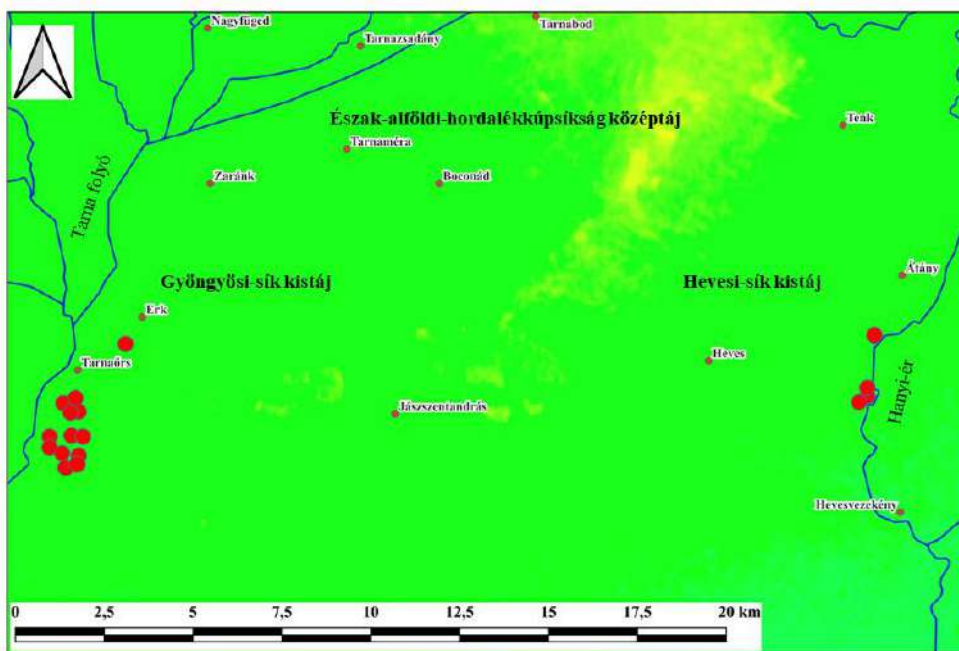 Nagyfüged
Tarnabod
Tarnazsadány
Észak-alföldi-hordalékkúpsíkság középtáj
Tenk
Tarnaméra
Zaránk
Boconád
Tarna folyó
Gyöngyösi-sík kistáj
Hevesi-sík kistáj
Átány
Erk
Tarnaörs
Heves
Jászszentandrás
Hanyi-ér
Hevesvezekény
0 2,5 5 7,5 10 12,5 15 17,5 20 km